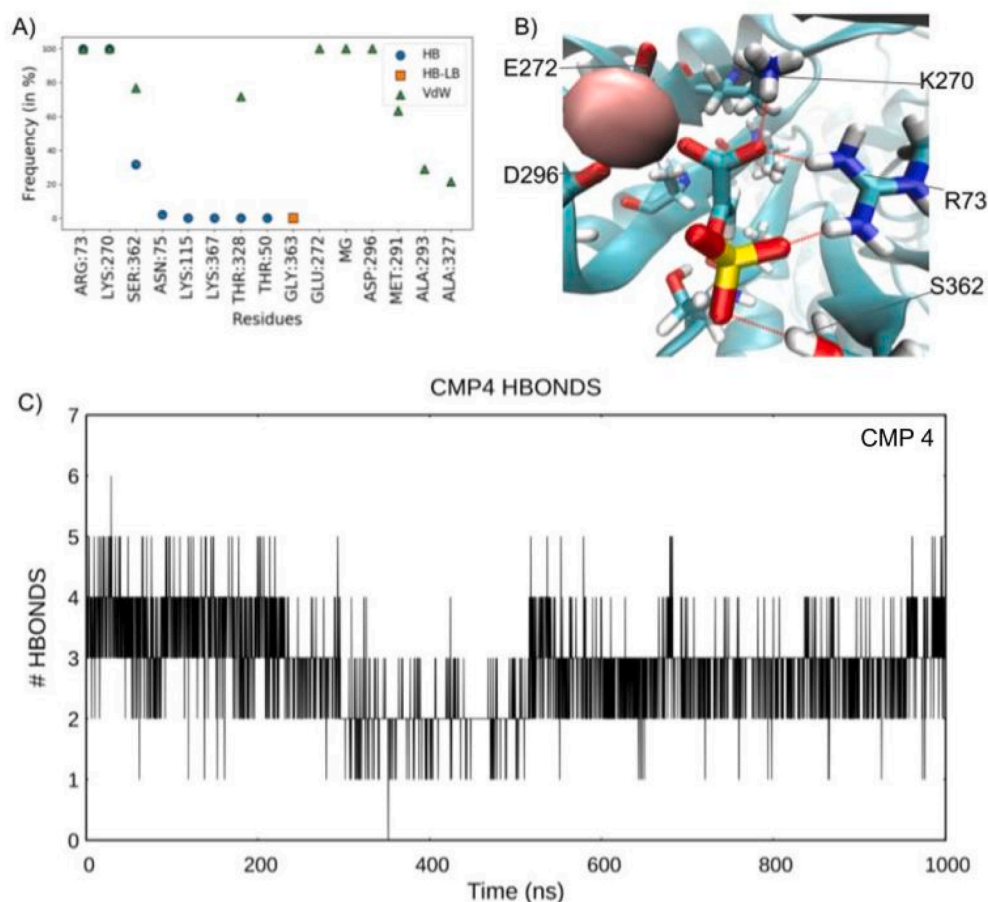 A)
Frequency (in %)
100
80
60
40
20
0
HB
HB-LB
VdW
ARG:73
LYS:270
SER:362
ASN:75
LYS:115
LYS:367
THR:328
THR:50
GLY:363
GLU:272
MG
ASP:296
MET:291
ALA:293
ALA:327
Residues
B)
E272
K270
D296
R73
S362
C)
CMP4 HBONDS
CMP 4
# HBONDS
7
6
5
4
3
2
1
0
0 200 400 600 800 1000
Time (ns)